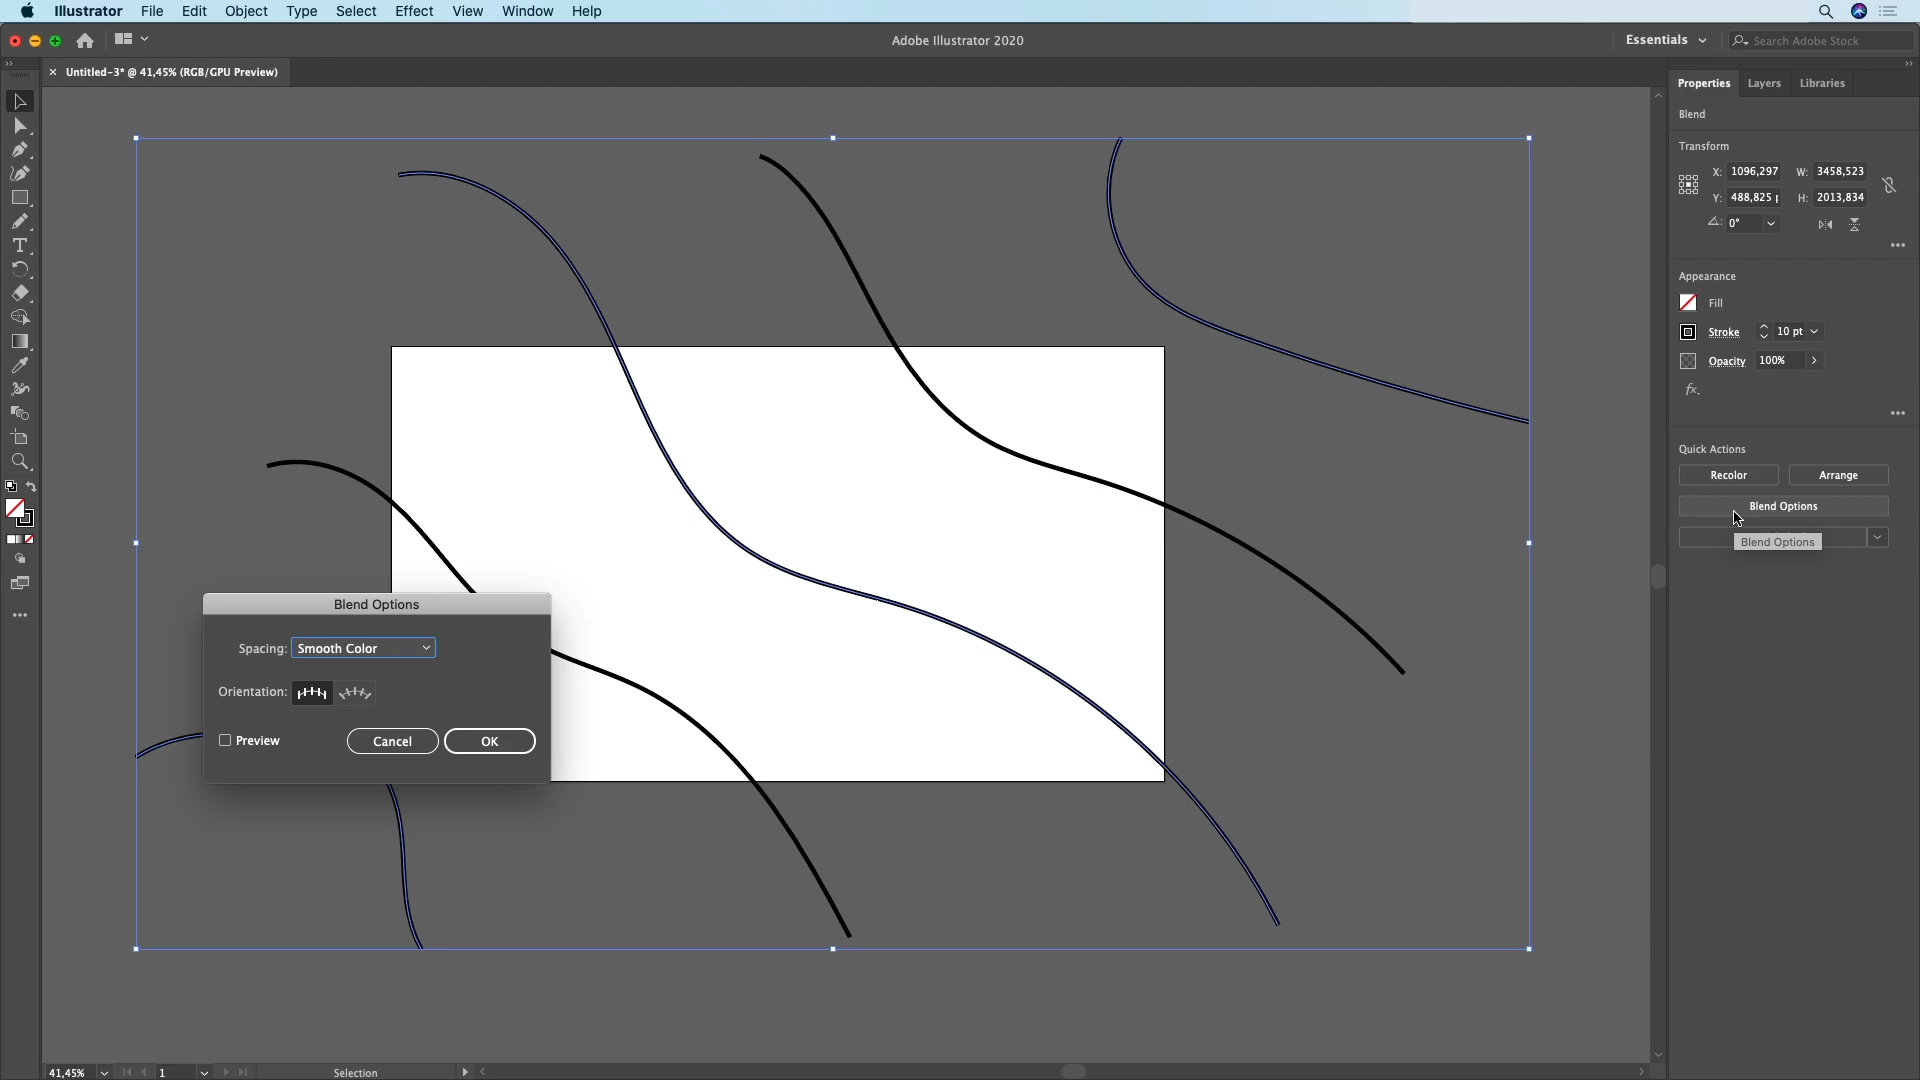 Illustrator File Edit Object Type Select Effect View Window Help
Adobe Illustrator 2020
Essentials
Search Adobe Stock
× Untitled-3* @ 41,45% (RGB/GPU Preview)
Properties Layers Libraries
Blend
Transform
X: 1096,297 W: 3458,523
Y: 488,825 p H: 2013,834
0°
Appearance
Fill
Stroke 10 pt
Opacity 100%
fx.
Quick Actions
Recolor Arrange
Blend Options
Blend Options
Blend Options
Spacing: Smooth Color
Orientation:
Preview Cancel OK
41,45% 1 Selection